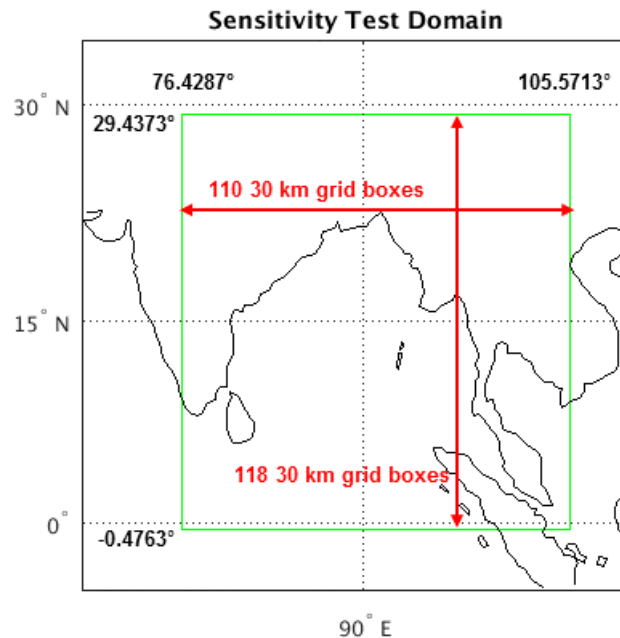 Sensitivity Test Domain
76.4287° 105.5713°
30° N
29.4373°
110 30 km grid boxes
15° N
118 30 km grid boxes
0°
-0.4763°
90° E